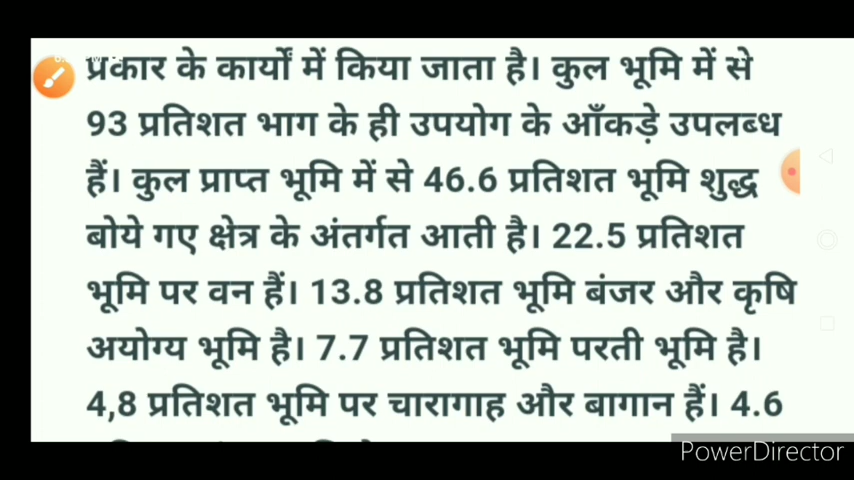 प्रकार के कार्यों में किया जाता है। कुल भूमि में से
93 प्रतिशत भाग के ही उपयोग के आँकड़े उपलब्ध
हैं। कुल प्राप्त भूमि में से 46.6 प्रतिशत भूमि शुद्ध
बोये गए क्षेत्र के अंतर्गत आती है। 22.5 प्रतिशत
भूमि पर वन हैं। 13.8 प्रतिशत भूमि बंजर और कृषि
अयोग्य भूमि है। 7.7 प्रतिशत भूमि परती भूमि है।
4,8 प्रतिशत भूमि पर चारागाह और बागान हैं। 4.6
PowerDirector